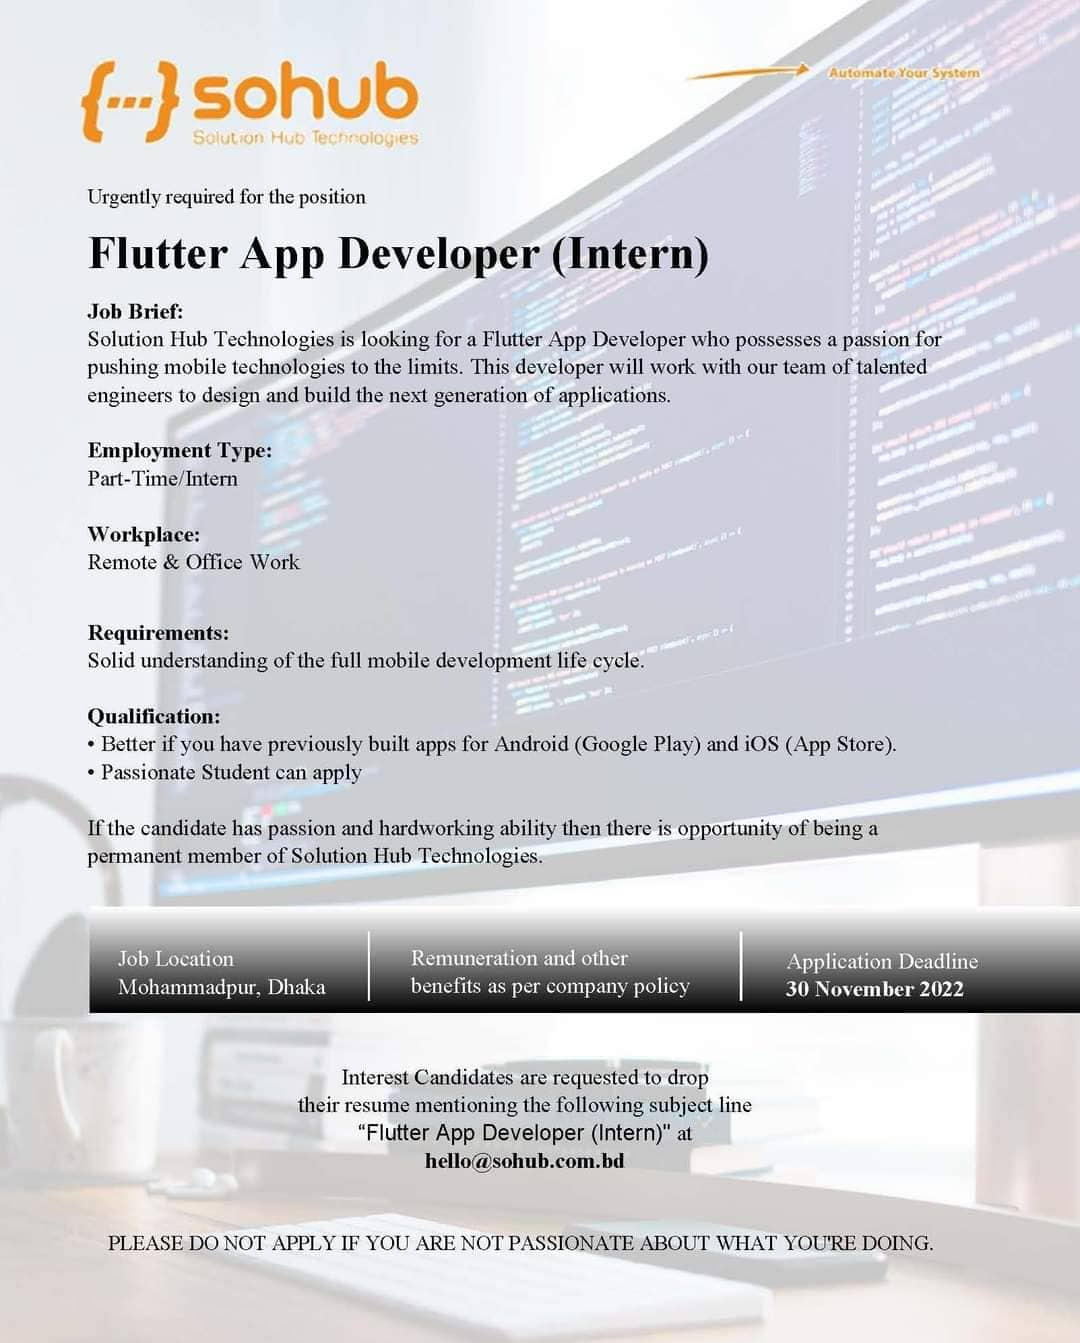 {...} sohub
Solution Hub Technologies
Automate Your System
Urgently required for the position
Flutter App Developer (Intern)
Job Brief:
Solution Hub Technologies is looking for a Flutter App Developer who possesses a passion for
pushing mobile technologies to the limits. This developer will work with our team of talented
engineers to design and build the next generation of applications.
Employment Type:
Part-Time/Intern
Workplace:
Remote & Office Work
Requirements:
Solid understanding of the full mobile development life cycle.
Qualification:
• Better if you have previously built apps for Android (Google Play) and iOS (App Store).
• Passionate Student can apply
If the candidate has passion and hardworking ability then there is opportunity of being a
permanent member of Solution Hub Technologies.
Job Location
Mohammadpur, Dhaka
Remuneration and other
benefits as per company policy
Application Deadline
30 November 2022
Interest Candidates are requested to drop
their resume mentioning the following subject line
“Flutter App Developer (Intern)" at
hello@sohub.com.bd
PLEASE DO NOT APPLY IF YOU ARE NOT PASSIONATE ABOUT WHAT YOU'RE DOING.